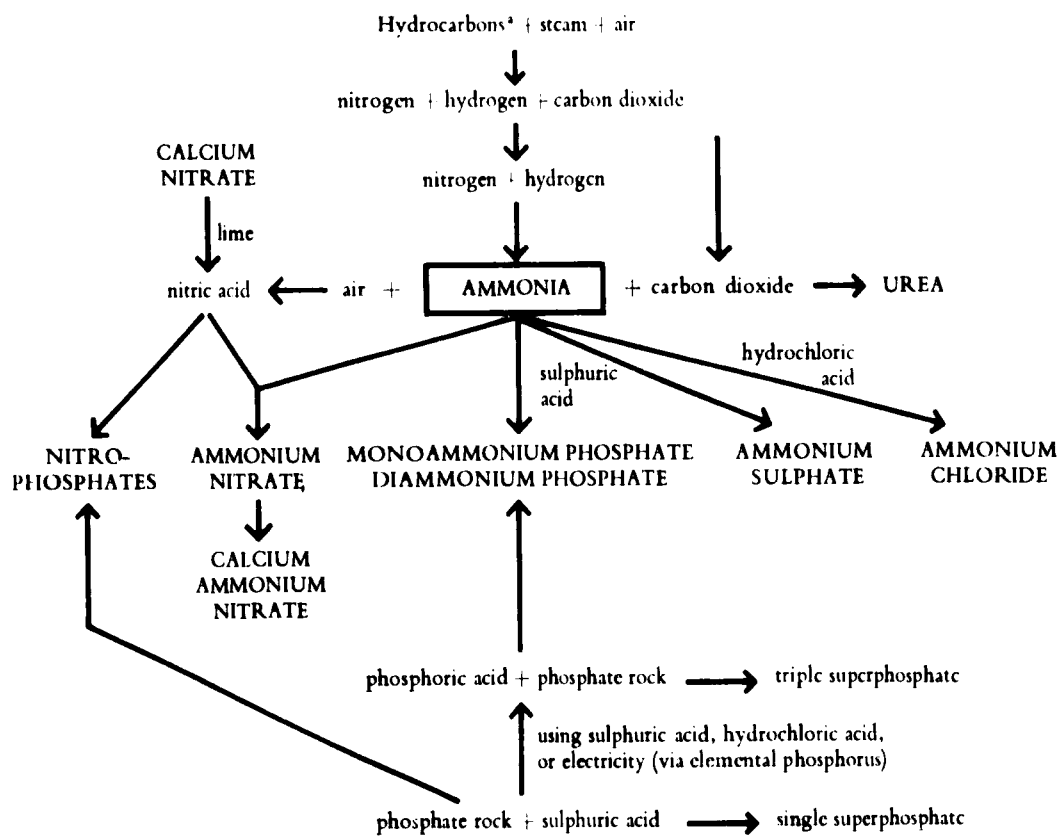 Hydrocarbonsª + steam + air
nitrogen + hydrogen + carbon dioxide
CALCIUM
NITRATE
nitrogen + hydrogen
lime
nitric acid
air +
AMMONIA
+ carbon dioxide
UREA
hydrochloric
acid
sulphuric
acid
NITRO-
PHOSPHATES
AMMONIUM
NITRATE
MONOAMMONIUM PHOSPHATE
DIAMMONIUM PHOSPHATE
AMMONIUM
SULPHATE
AMMONIUM
CHLORIDE
CALCIUM
AMMONIUM
NITRATE
phosphoric acid + phosphate rock
triple superphosphate
using sulphuric acid, hydrochloric acid,
or electricity (via elemental phosphorus)
phosphate rock + sulphuric acid
single superphosphate